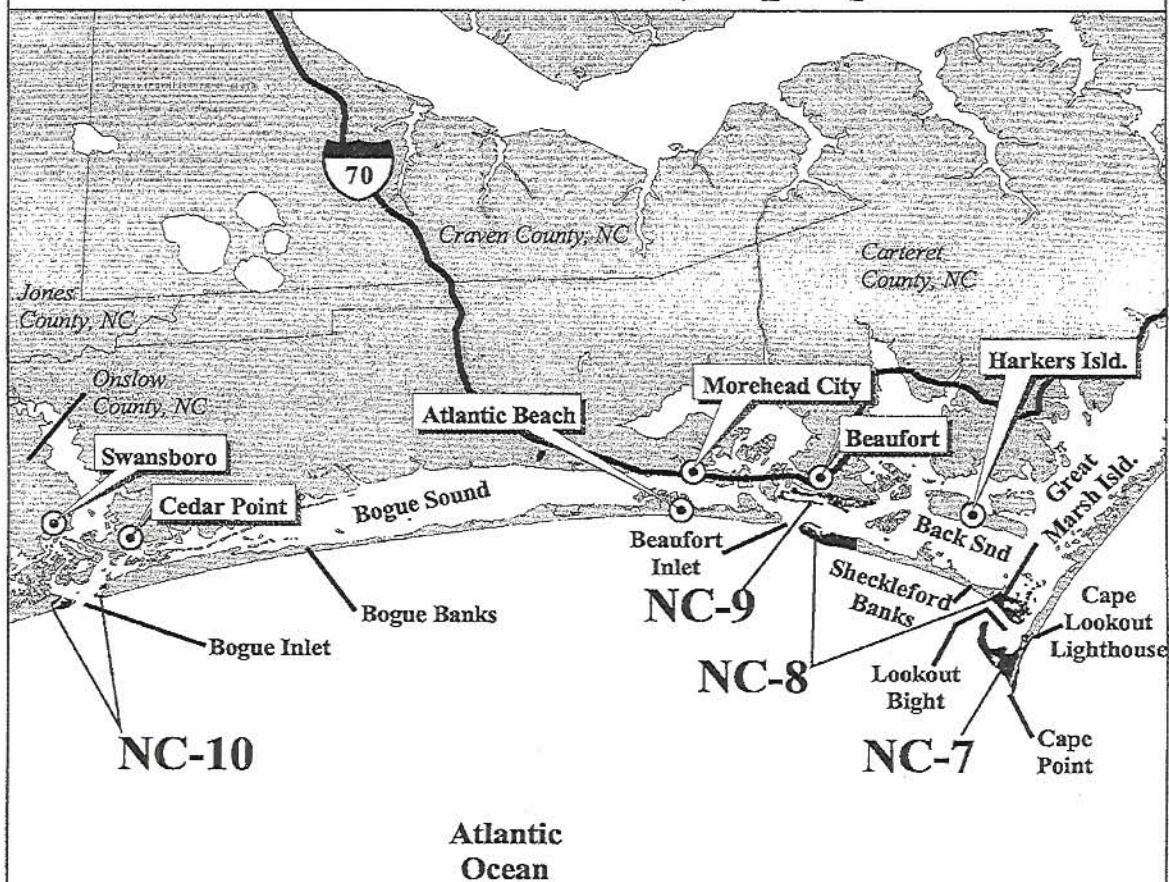 70
Craven County, NC
Carteret
County, NC
Jones
County, NC
Onslow
County, NC
Harkers Isld.
Morehead City
Atlantic Beach
Beaufort
Swansboro
Cedar Point
Bogue Sound
Great
Marsh Isld.
Back Snd
Beaufort
Inlet
Sheckleford
Banks
NC-9
Bogue Banks
Cape
Lookout
Lighthouse
Bogue Inlet
NC-8
Lookout
Bight
NC-10
NC-7
Cape
Point
Atlantic
Ocean